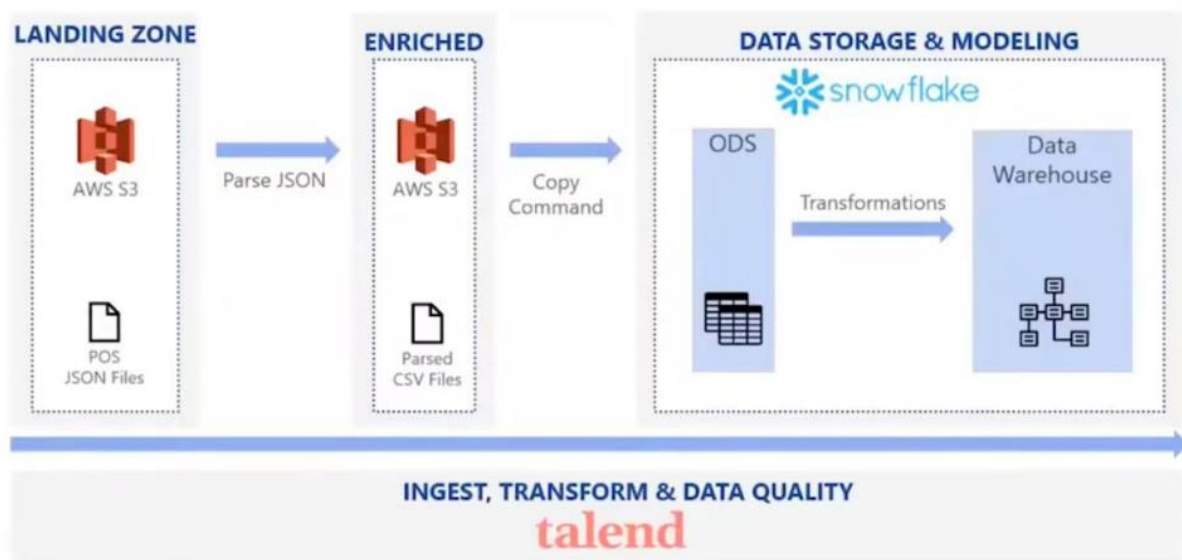 LANDING ZONE
AWS S3
POS
JSON Files
Parse JSON
ENRICHED
AWS S3
Parsed
CSV Files
Copy
Command
DATA STORAGE & MODELING
snowflake
ODS
Transformations
Data
Warehouse
INGEST, TRANSFORM & DATA QUALITY
talend